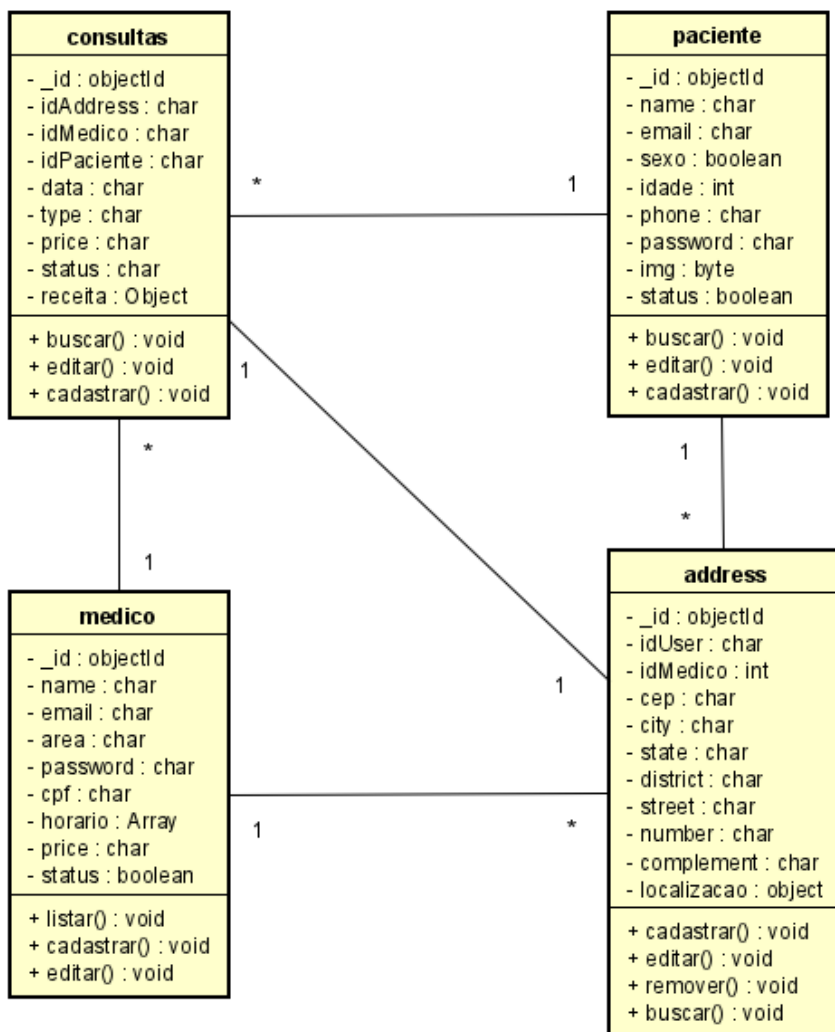 consultas
- _id : objectId
- idAddress : char
- idMedico : char
- idPaciente : char
- data : char
- type : char
- price : char
- status : char
- receita : Object
+ buscar() : void
+ editar() : void
+ cadastrar() : void
paciente
- _id : objectId
- name : char
- email : char
- sexo : boolean
- idade : int
- phone : char
- password : char
- img : byte
- status : boolean
+ buscar() : void
+ editar() : void
+ cadastrar() : void
* 1
1
* 1
1 *
1
medico
- _id : objectId
- name : char
- email : char
- area : char
- password : char
- cpf : char
- horario : Array
- price : char
- status : boolean
+ listar() : void
+ cadastrar() : void
+ editar() : void
1 *
address
- _id : objectId
- idUser : char
- idMedico : int
- cep : char
- city : char
- state : char
- district : char
- street : char
- number : char
- complement : char
- localizacao : object
+ cadastrar() : void
+ editar() : void
+ remover() : void
+ buscar() : void